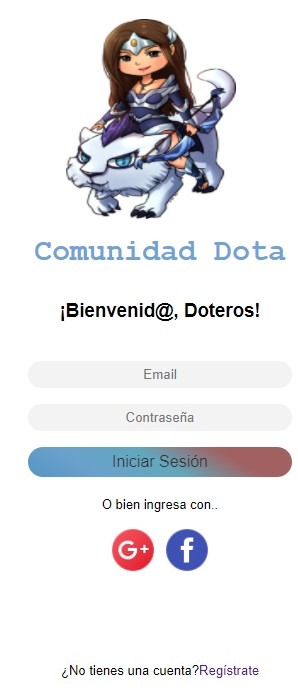 Comunidad Dota
¡Bienvenid@, Doteros!
Email
Contraseña
Iniciar Sesión
O bien ingresa con..
G+ f
¿No tienes una cuenta?Regístrate